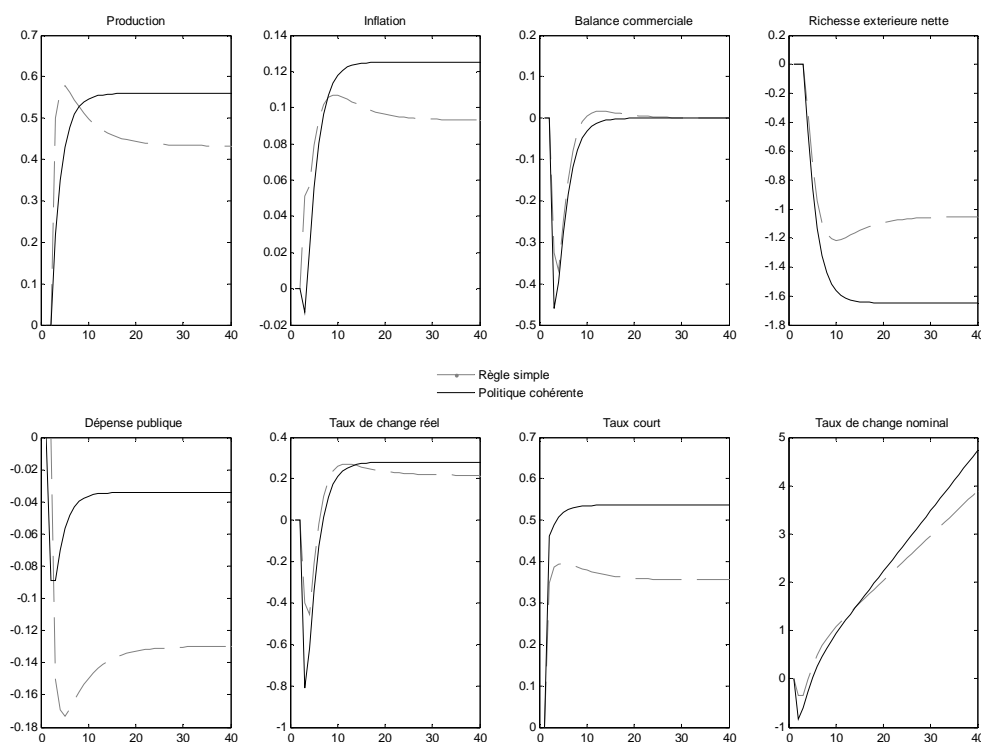 Production Inflation Balance commerciale Richesse exterieure nette
0.7 0.14 0.2 0.2
0.6 0.12 0.1 0
0.5 0.1 0 -0.2
0.4 0.08 -0.1 -0.4
0.3 0.06 -0.2 -0.6
0.2 0.04 -0.3 -0.8
0.1 0.02 -0.4 -1
0 0 -0.5 -1.2
-0.02 -1.4
-1.6
-1.8
0 10 20 30 40 0 10 20 30 40 0 10 20 30 40 0 10 20 30 40
Règle simple
Politique cohérente
Dépense publique Taux de change réel Taux court Taux de change nominal
0 0.4 0.7 5
-0.02 0.2 0.6 4
-0.04 0 0.5 3
-0.06 -0.2 0.4 2
-0.08 -0.4 0.3 1
-0.1 -0.6 0.2 0
-0.12 -0.8 0.1 -1
-0.14 -1 0
-0.16
-0.18
0 10 20 30 40 0 10 20 30 40 0 10 20 30 40 0 10 20 30 40